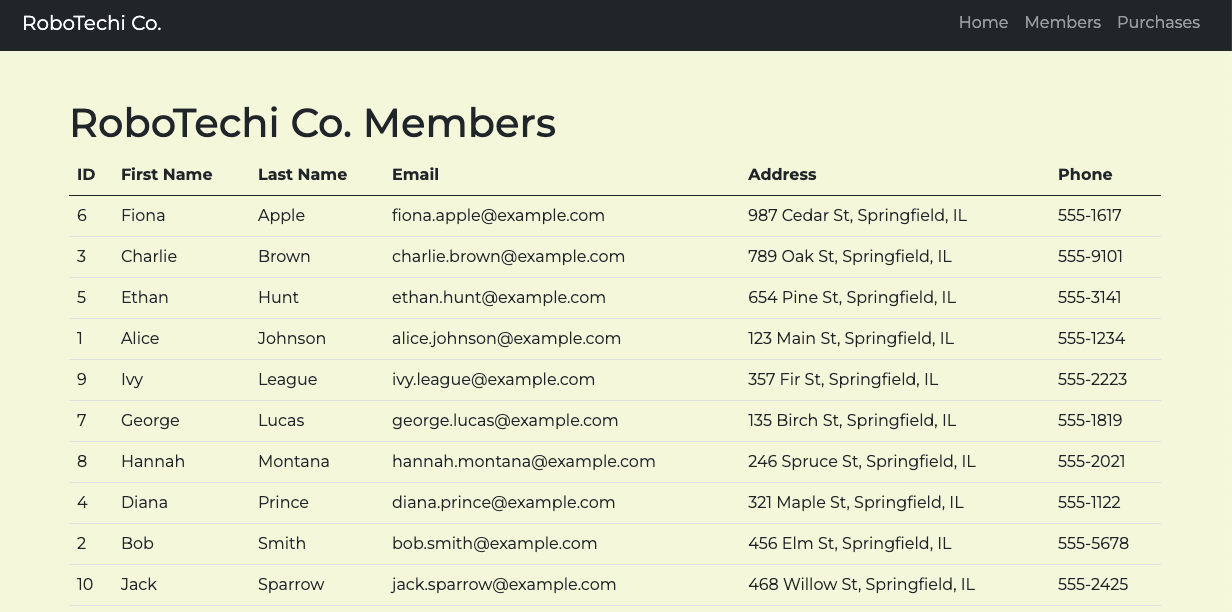 RoboTechi Co. Home Members Purchases
RoboTechi Co. Members
ID First Name Last Name Email Address Phone
6 Fiona Apple fiona.apple@example.com 987 Cedar St, Springfield, IL 555-1617
3 Charlie Brown charlie.brown@example.com 789 Oak St, Springfield, IL 555-9101
5 Ethan Hunt ethan.hunt@example.com 654 Pine St, Springfield, IL 555-3141
1 Alice Johnson alice.johnson@example.com 123 Main St, Springfield, IL 555-1234
9 Ivy League ivy.league@example.com 357 Fir St, Springfield, IL 555-2223
7 George Lucas george.lucas@example.com 135 Birch St, Springfield, IL 555-1819
8 Hannah Montana hannah.montana@example.com 246 Spruce St, Springfield, IL 555-2021
4 Diana Prince diana.prince@example.com 321 Maple St, Springfield, IL 555-1122
2 Bob Smith bob.smith@example.com 456 Elm St, Springfield, IL 555-5678
10 Jack Sparrow jack.sparrow@example.com 468 Willow St, Springfield, IL 555-2425